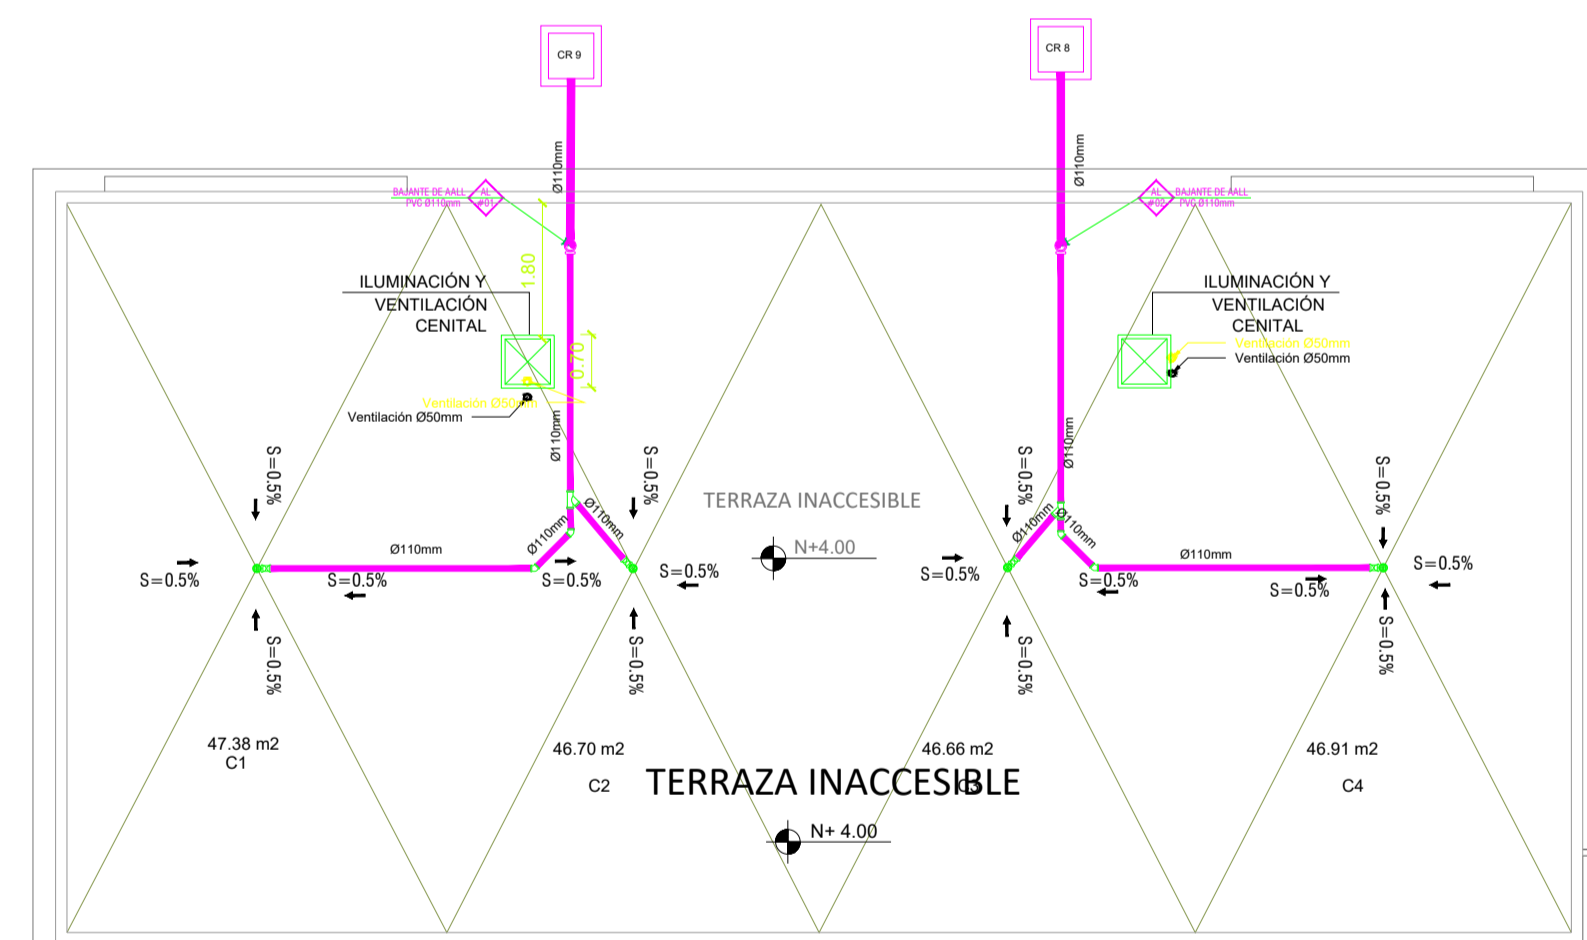 CR 9
CR 8
Ø110mm
Ø110mm
BAJANTE DE AALL
PVC Ø110mm
AL
#01
AL
#02
BAJANTE DE AALL
PVC Ø110mm
1.80
ILUMINACIÓN Y
VENTILACIÓN
CENITAL
ILUMINACIÓN Y
VENTILACIÓN
CENITAL
0.70
Ventilación Ø50mm
Ventilación Ø50mm
Ventilación Ø50mm
Ventilación Ø50mm
Ø110mm
Ø110mm
S=0.5%
S=0.5%
S=0.5%
S=0.5%
TERRAZA INACCESIBLE
N+4.00
Ø110mm
Ø110mm
Ø110mm
Ø110mm
Ø110mm
Ø110mm
S=0.5%
S=0.5%
S=0.5%
S=0.5%
S=0.5%
S=0.5%
S=0.5%
S=0.5%
S=0.5%
S=0.5%
S=0.5%
S=0.5%
47.38 m2
C1
46.70 m2
C2
46.66 m2
C3
46.91 m2
C4
TERRAZA INACCESIBLE
N+ 4.00